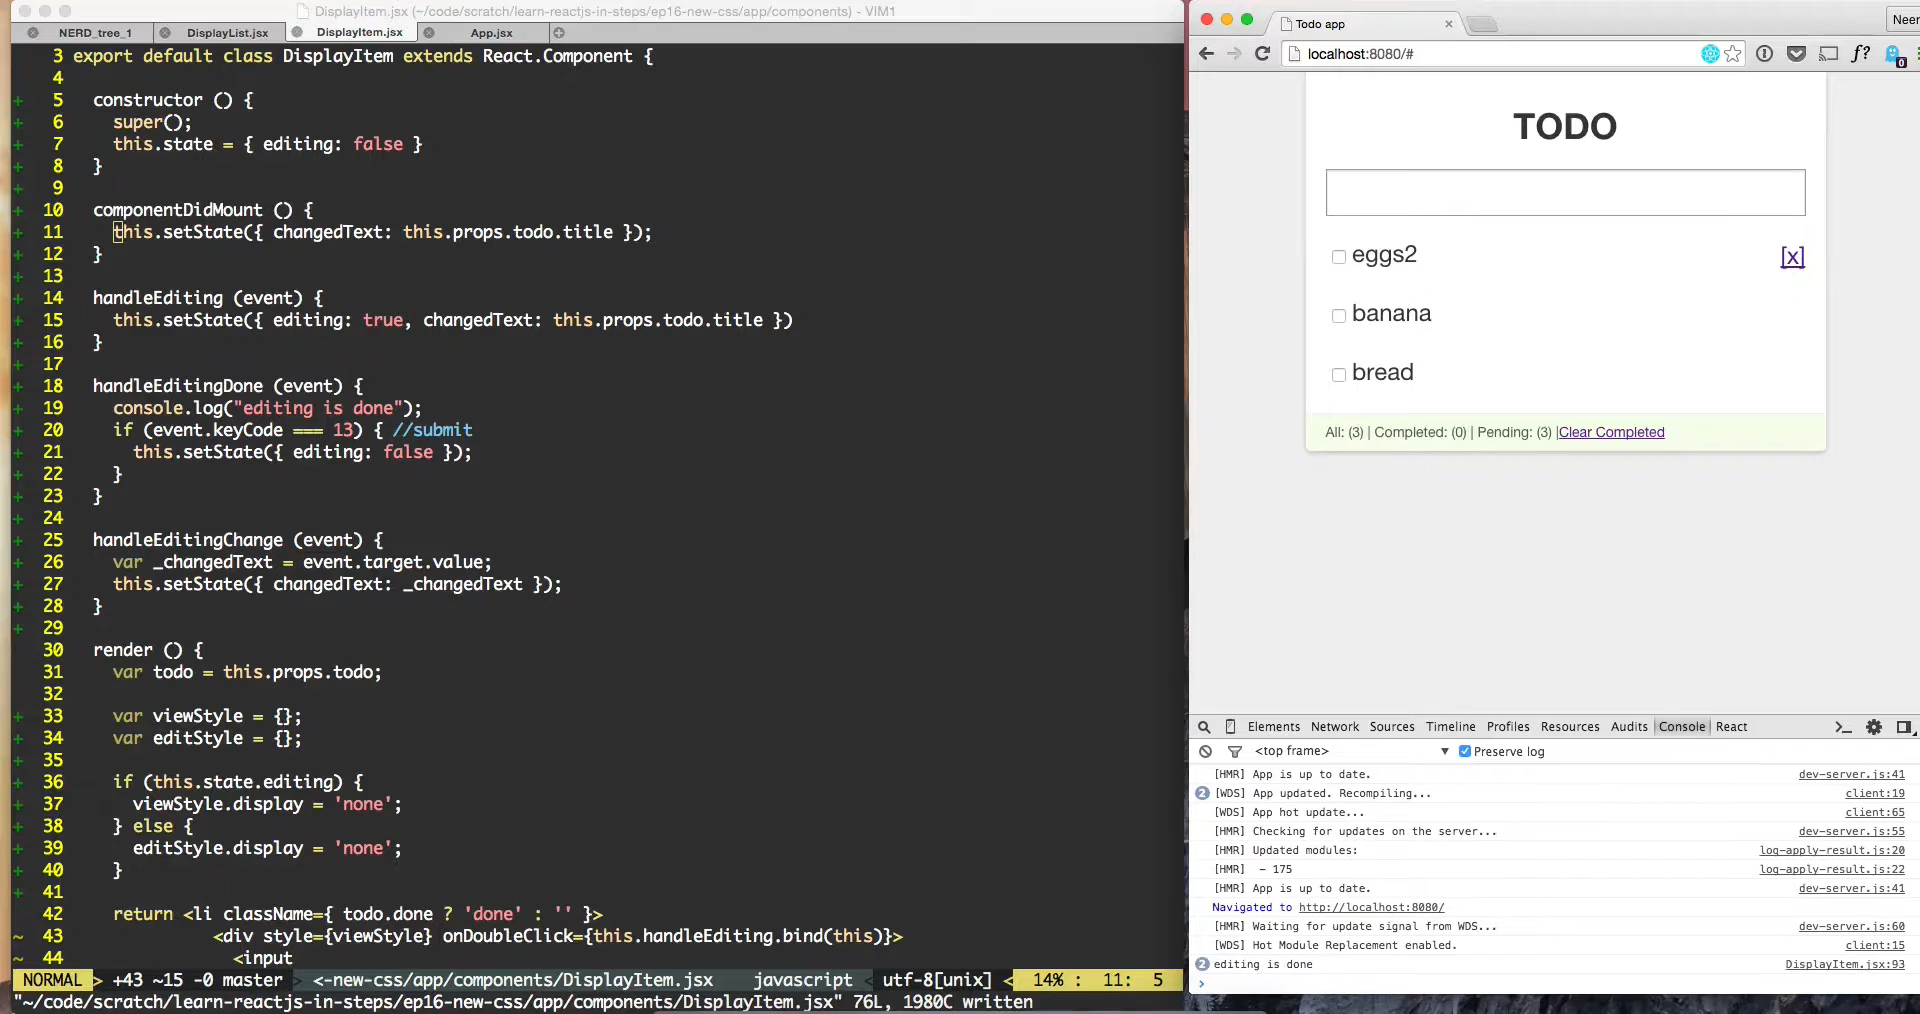 DisplayItem.jsx (~/code/scratch/learn-reactjs-in-steps/ep16-new-css/app/components) - VIM1
NERD_tree_1 DisplayList.jsx DisplayItem.jsx App.jsx
3 export default class DisplayItem extends React.Component {
4
+ 5 constructor () {
+ 6 super();
+ 7 this.state = { editing: false }
+ 8 }
+ 9
+ 10 componentDidMount () {
+ 11 this.setState({ changedText: this.props.todo.title });
+ 12 }
+ 13
+ 14 handleEditing (event) {
+ 15 this.setState({ editing: true, changedText: this.props.todo.title })
+ 16 }
+ 17
+ 18 handleEditingDone (event) {
+ 19 console.log("editing is done");
+ 20 if (event.keyCode === 13) { //submit
+ 21 this.setState({ editing: false });
+ 22 }
+ 23 }
+ 24
+ 25 handleEditingChange (event) {
+ 26 var _changedText = event.target.value;
+ 27 this.setState({ changedText: _changedText });
+ 28 }
+ 29
30 render () {
31 var todo = this.props.todo;
32
+ 33 var viewStyle = {};
+ 34 var editStyle = {};
+ 35
+ 36 if (this.state.editing) {
+ 37 viewStyle.display = 'none';
+ 38 } else {
+ 39 editStyle.display = 'none';
+ 40 }
+ 41
42 return <li className={ todo.done ? 'done' : '' }>
~ 43 <div style={viewStyle} onDoubleClick={this.handleEditing.bind(this)}>
~ 44 <input
NORMAL > +43 ~15 -0 master > <-new-css/app/components/DisplayItem.jsx javascript < utf-8[unix] < 14% : 11: 5
"~/code/scratch/learn-reactjs-in-steps/ep16-new-css/app/components/DisplayItem.jsx" 76L, 1980C written
Todo app
Neer
localhost:8080/#
f?
0
TODO
eggs2 [x]
banana
bread
All: (3) | Completed: (0) | Pending: (3) |Clear Completed
Elements Network Sources Timeline Profiles Resources Audits Console React
<top frame> Preserve log
[HMR] App is up to date. dev-server.js:41
2 [WDS] App updated. Recompiling... client:19
[WDS] App hot update... client:65
[HMR] Checking for updates on the server... dev-server.js:55
[HMR] Updated modules: log-apply-result.js:20
[HMR] - 175 log-apply-result.js:22
[HMR] App is up to date. dev-server.js:41
Navigated to http://localhost:8080/
[HMR] Waiting for update signal from WDS... dev-server.js:60
[WDS] Hot Module Replacement enabled. client:15
2 editing is done DisplayItem.jsx:93
>